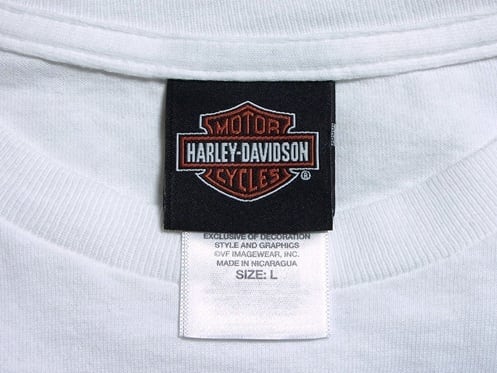 MOTOR
HARLEY-DAVIDSON
CYCLES ®
EXCLUSIVE OF DECORATION
STYLE AND GRAPHICS
©VF IMAGEWEAR, INC.
MADE IN NICARAGUA
SIZE: L